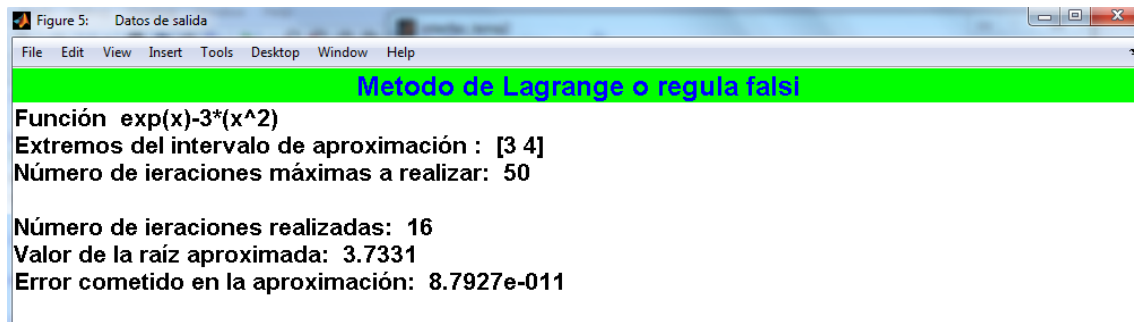 Figure 5: Datos de salida
File Edit View Insert Tools Desktop Window Help
Metodo de Lagrange o regula falsi
Función exp(x)-3*(x^2)
Extremos del intervalo de aproximación : [3 4]
Número de ieraciones máximas a realizar: 50
Número de ieraciones realizadas: 16
Valor de la raíz aproximada: 3.7331
Error cometido en la aproximación: 8.7927e-011